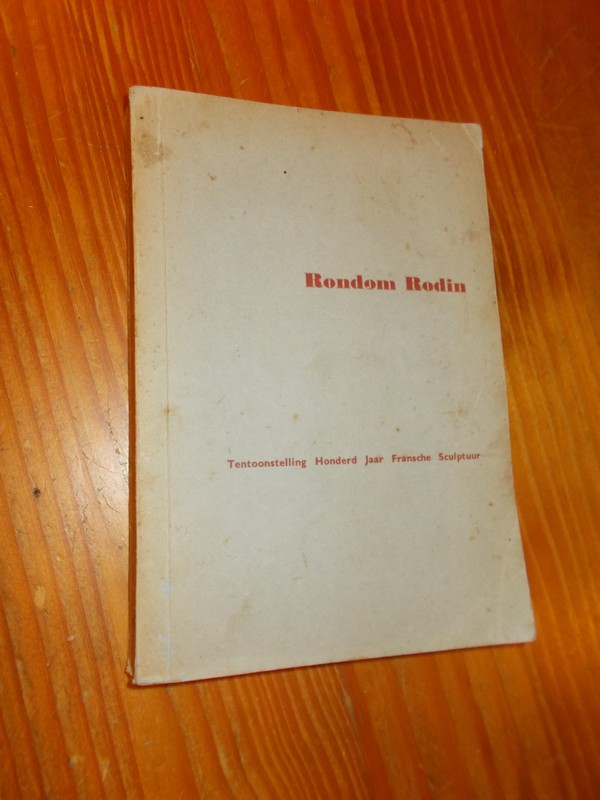 Rondom Rodin
Tentoonstelling Honderd Jaar Fransche Sculptuur